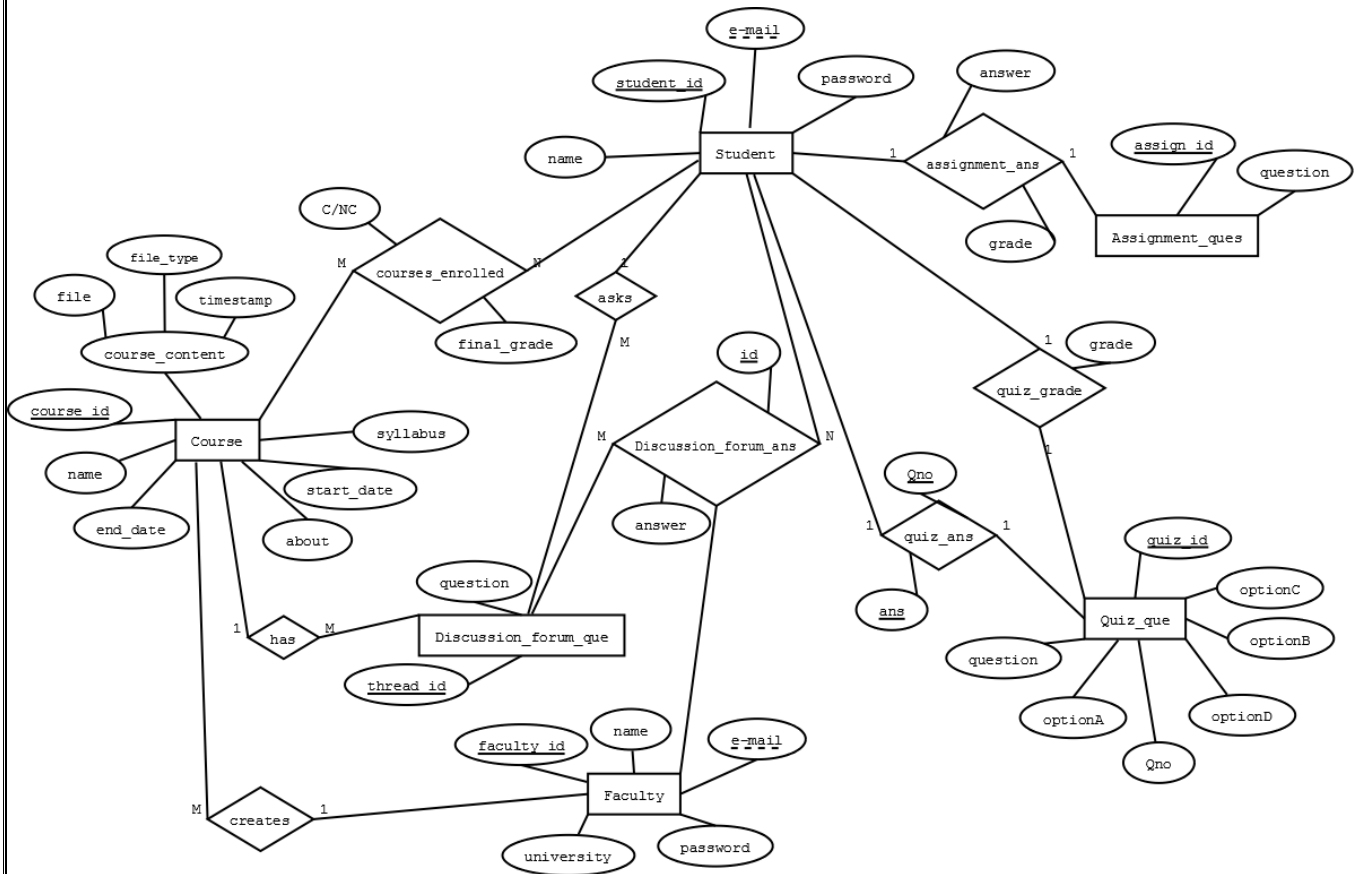 e-mail
student_id
password
answer
name
Student
1
assignment_ans
1
assign_id
question
grade
Assignment_ques
C/NC
M
courses_enrolled
N
final_grade
1
asks
M
file_type
file
timestamp
course_content
course_id
Course
syllabus
name
start_date
end_date
about
id
M
Discussion_forum_ans
N
answer
1
grade
quiz_grade
1
Qno
1
quiz_ans
1
ans
quiz_id
optionC
Quiz_que
optionB
question
optionA
optionD
Qno
question
1
has
M
Discussion_forum_que
thread_id
name
faculty_id
e-mail
Faculty
M
creates
1
university
password